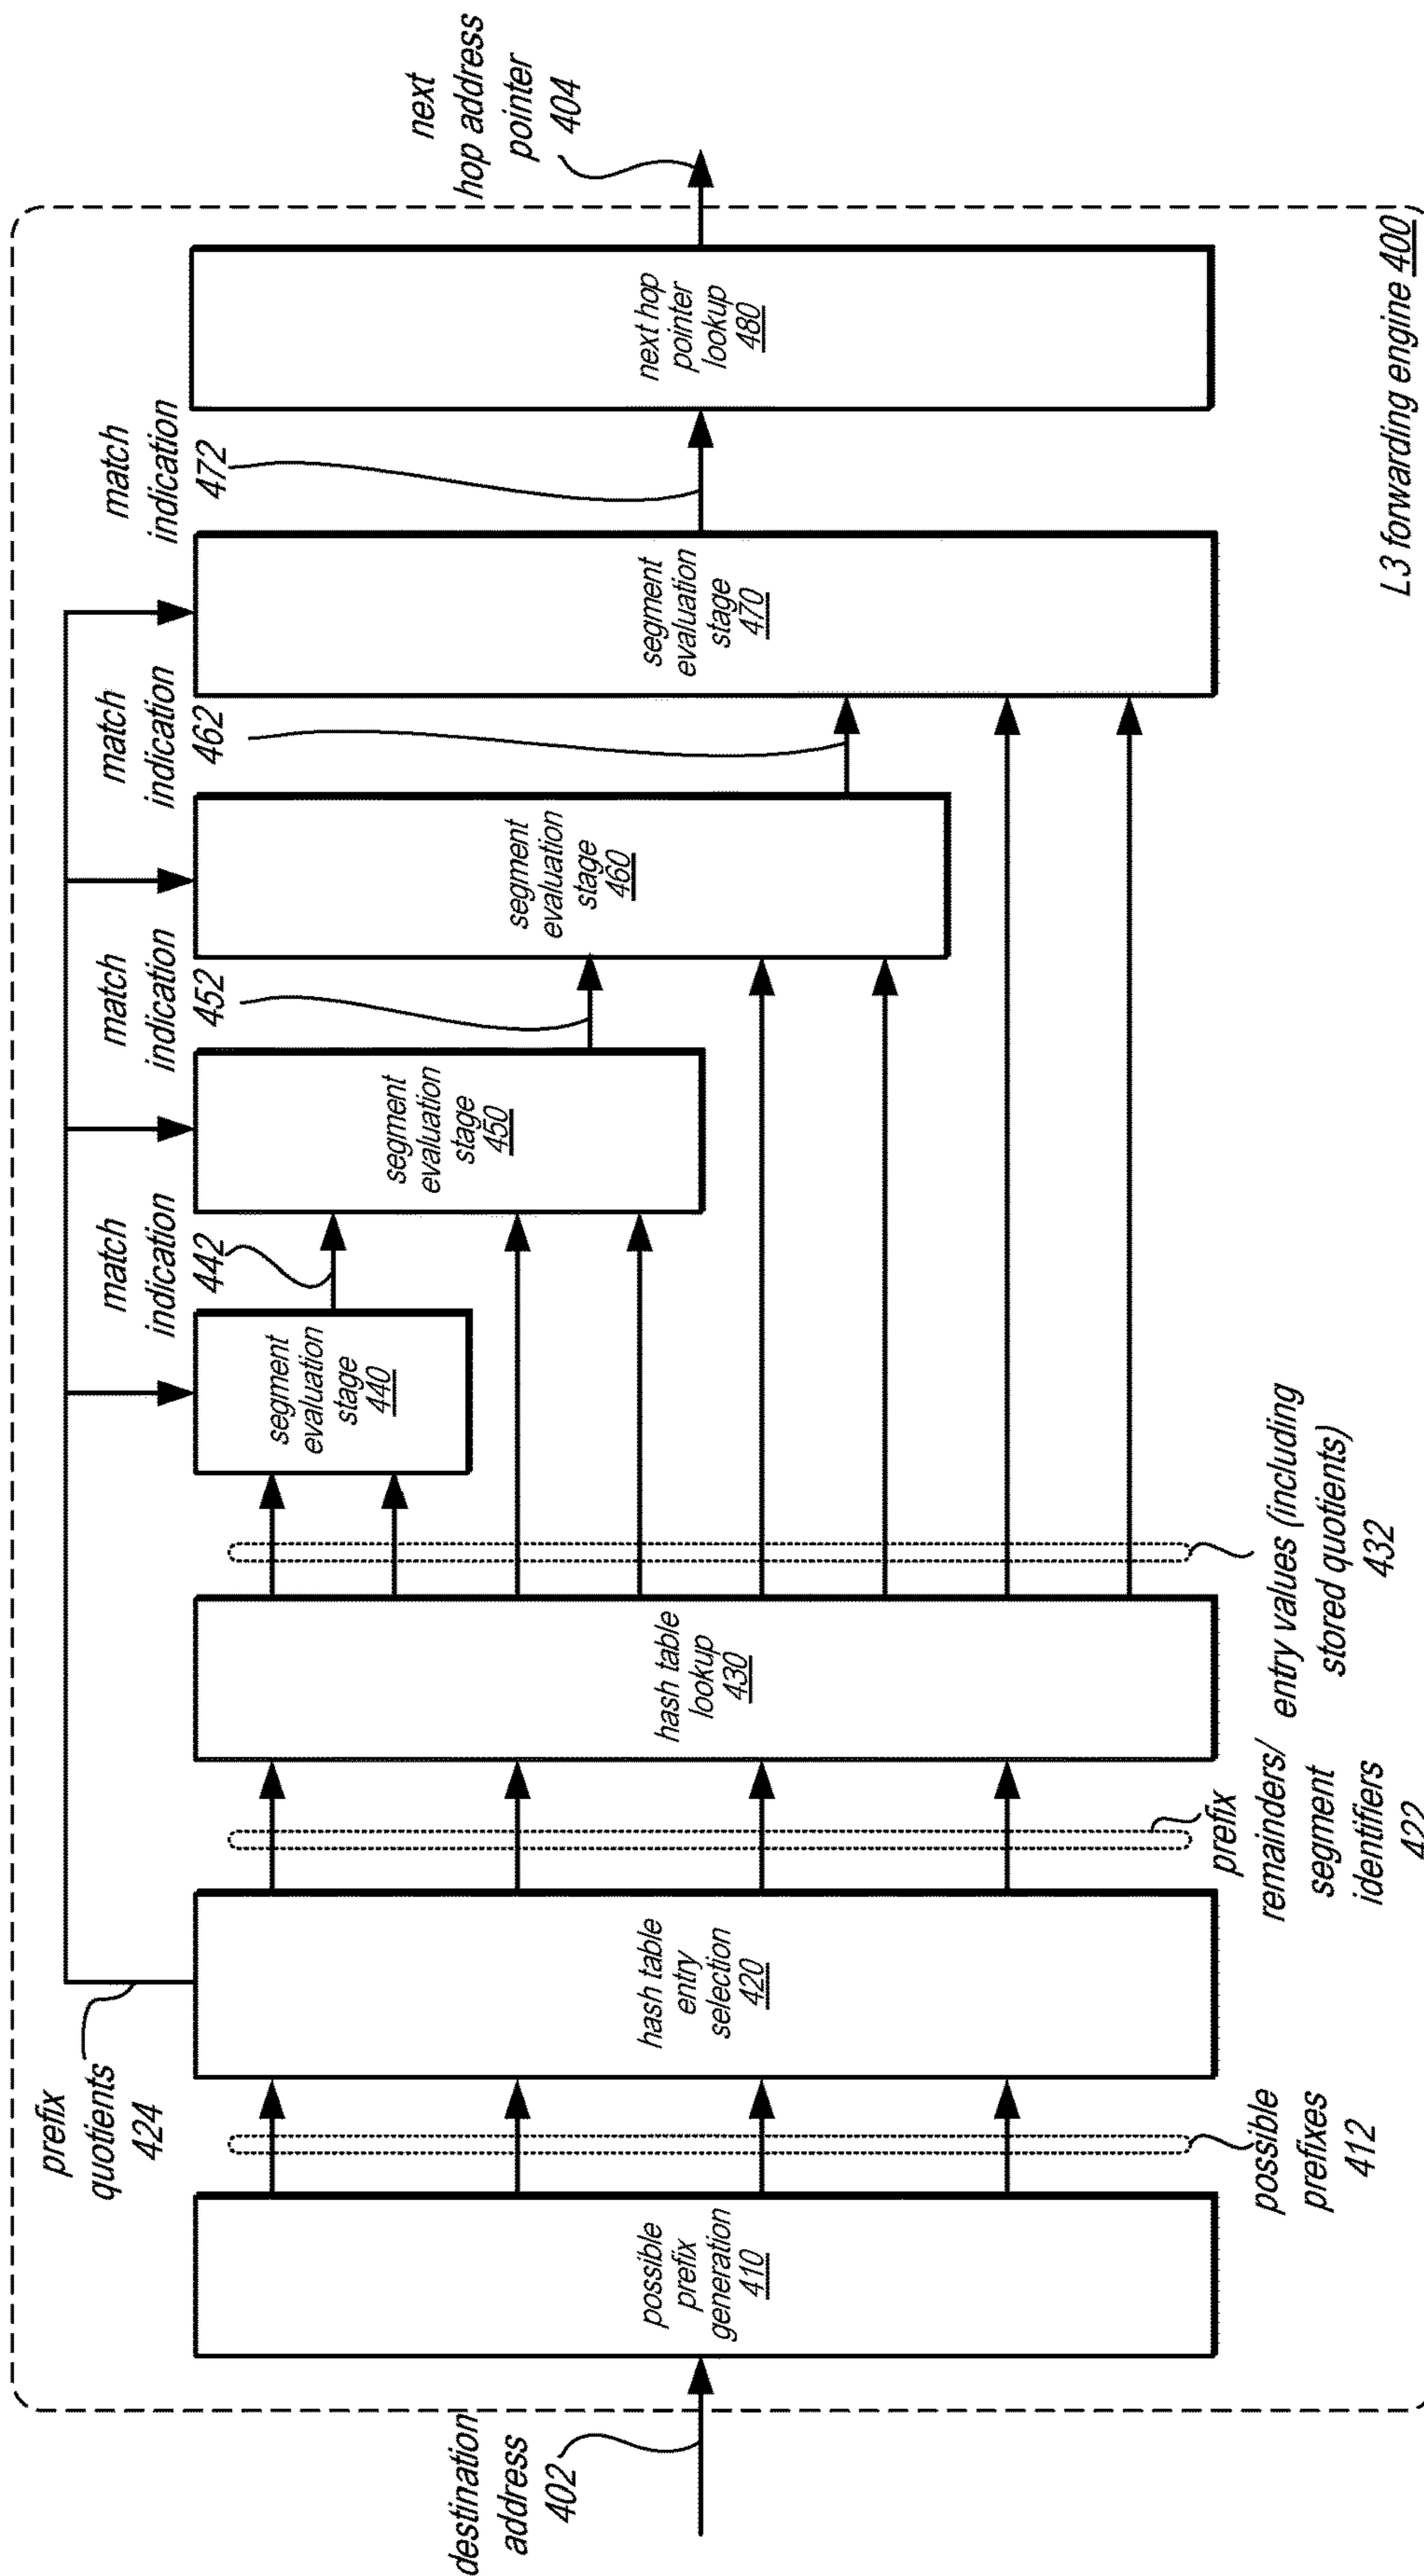 destination
address
402
possible
prefix
generation
410
possible
prefixes
412
prefix
quotients
424
hash table
entry
selection
420
prefix
remainders/
segment
identifiers
422
hash table
lookup
430
entry values (including
stored quotients)
432
segment
evaluation
stage
440
match
indication
442
segment
evaluation
stage
450
match
indication
452
segment
evaluation
stage
460
match
indication
462
segment
evaluation
stage
470
match
indication
472
next hop
pointer
lookup
480
next
hop address
pointer
404
L3 forwarding engine 400